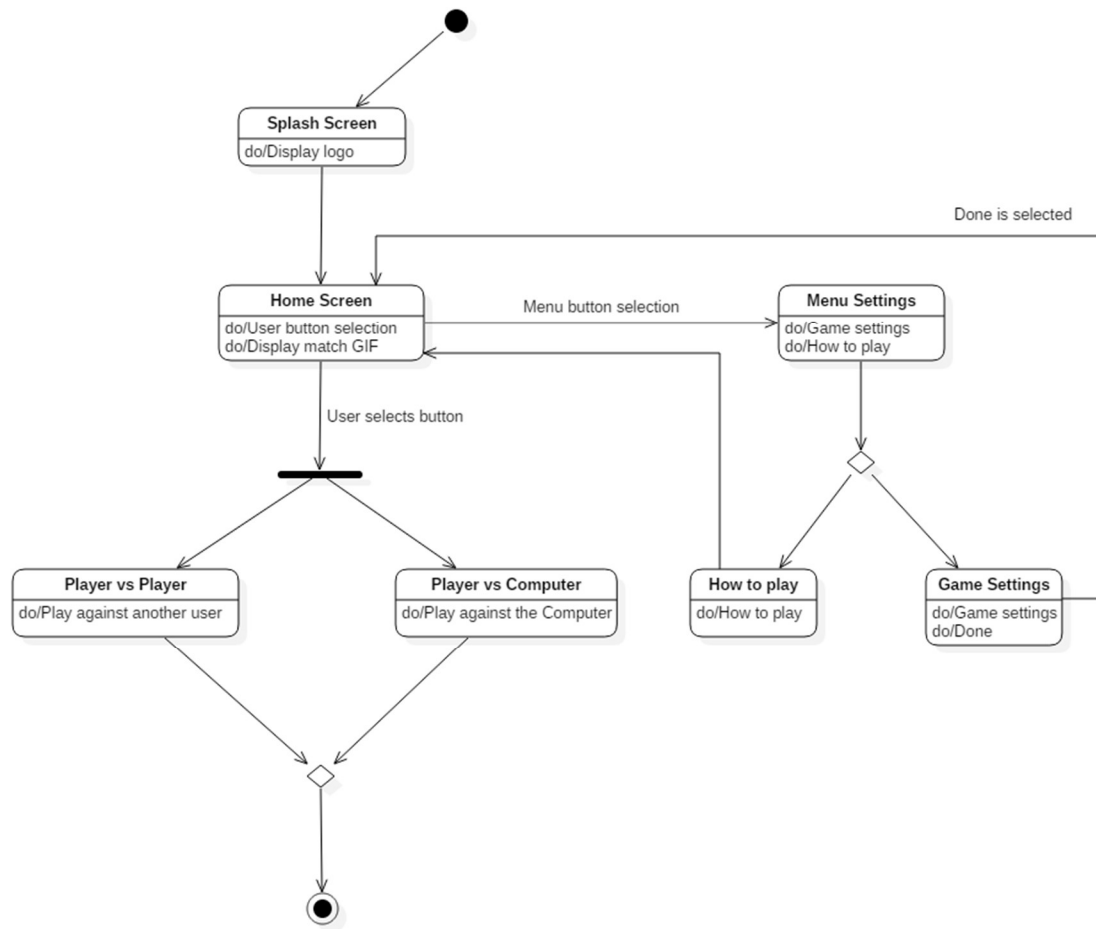 Splash Screen
do/Display logo
Done is selected
Home Screen
do/User button selection
do/Display match GIF
Menu button selection
Menu Settings
do/Game settings
do/How to play
User selects button
Player vs Player
do/Play against another user
Player vs Computer
do/Play against the Computer
How to play
do/How to play
Game Settings
do/Game settings
do/Done